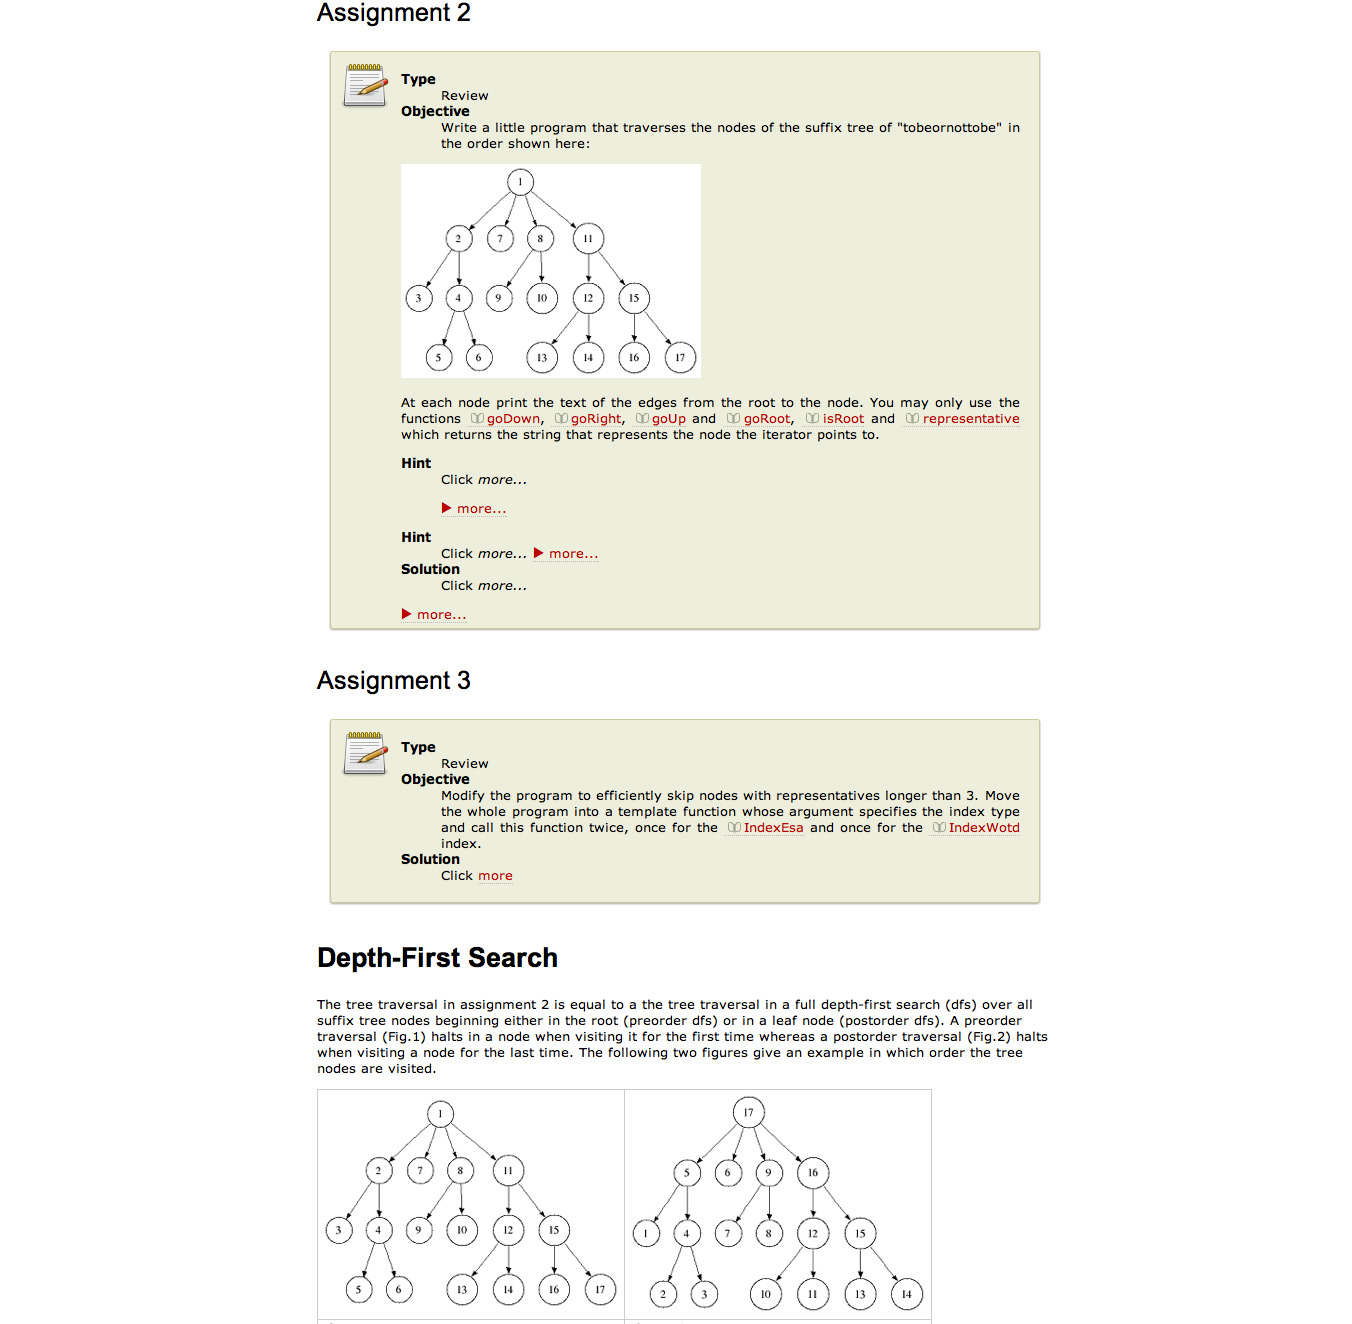 Assignment 2
Type
Review
Objective
Write a little program that traverses the nodes of the suffix tree of "tobeornottobe" in
the order shown here:
1
2 7 8 11
3 4 9 10 12 15
5 6 13 14 16 17
At each node print the text of the edges from the root to the node. You may only use the
functions goDown, goRight, goUp and goRoot, isRoot and representative
which returns the string that represents the node the iterator points to.
Hint
Click more...
more...
Hint
Click more... more...
Solution
Click more...
more...
Assignment 3
Type
Review
Objective
Modify the program to efficiently skip nodes with representatives longer than 3. Move
the whole program into a template function whose argument specifies the index type
and call this function twice, once for the IndexEsa and once for the IndexWotd
index.
Solution
Click more
Depth-First Search
The tree traversal in assignment 2 is equal to a the tree traversal in a full depth-first search (dfs) over all
suffix tree nodes beginning either in the root (preorder dfs) or in a leaf node (postorder dfs). A preorder
traversal (Fig.1) halts in a node when visiting it for the first time whereas a postorder traversal (Fig.2) halts
when visiting a node for the last time. The following two figures give an example in which order the tree
nodes are visited.
1
2 7 8 11
3 4 9 10 12 15
5 6 13 14 16 17
17
5 6 9 16
1 4 7 8 12 15
2 3 10 11 13 14